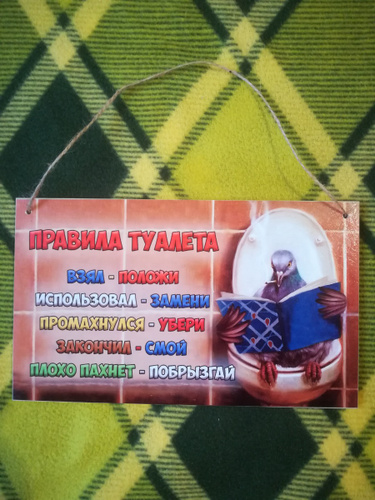 ПРАВИЛА ТУАЛЕТА
ВЗЯЛ - ПОЛОЖИ
ИСПОЛЬЗОВАЛ - ЗАМЕНИ
ПРОМАХНУЛСЯ - УБЕРИ
ЗАКОНЧИЛ - СМОЙ
ПЛОХО ПАХНЕТ - ПОБРЫЗГАЙ